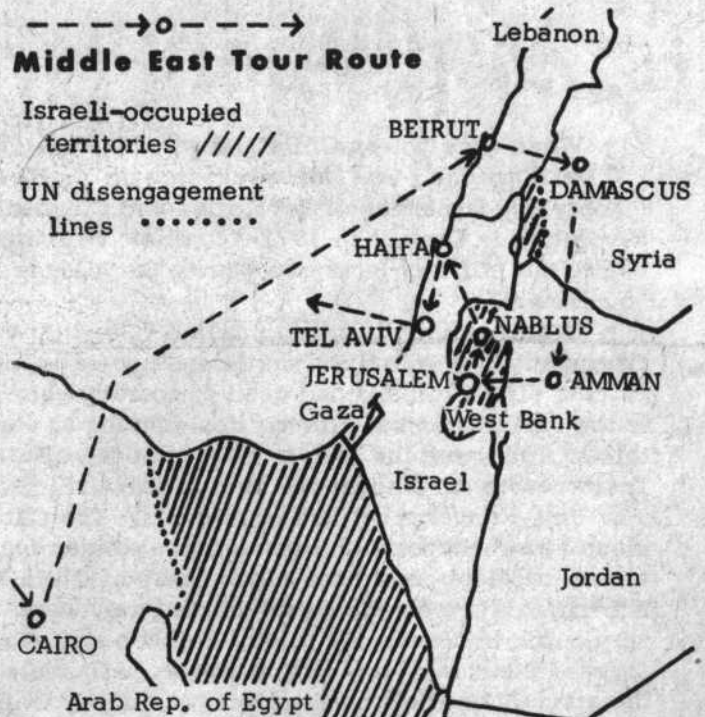 Middle East Tour Route
Israeli-occupied
territories
UN disengagement
lines
Lebanon
BEIRUT
DAMASCUS
HAIFA
Syria
TEL AVIV
NABLUS
JERUSALEM
AMMAN
Gaza
West Bank
Israel
Jordan
CAIRO
Arab Rep. of Egypt